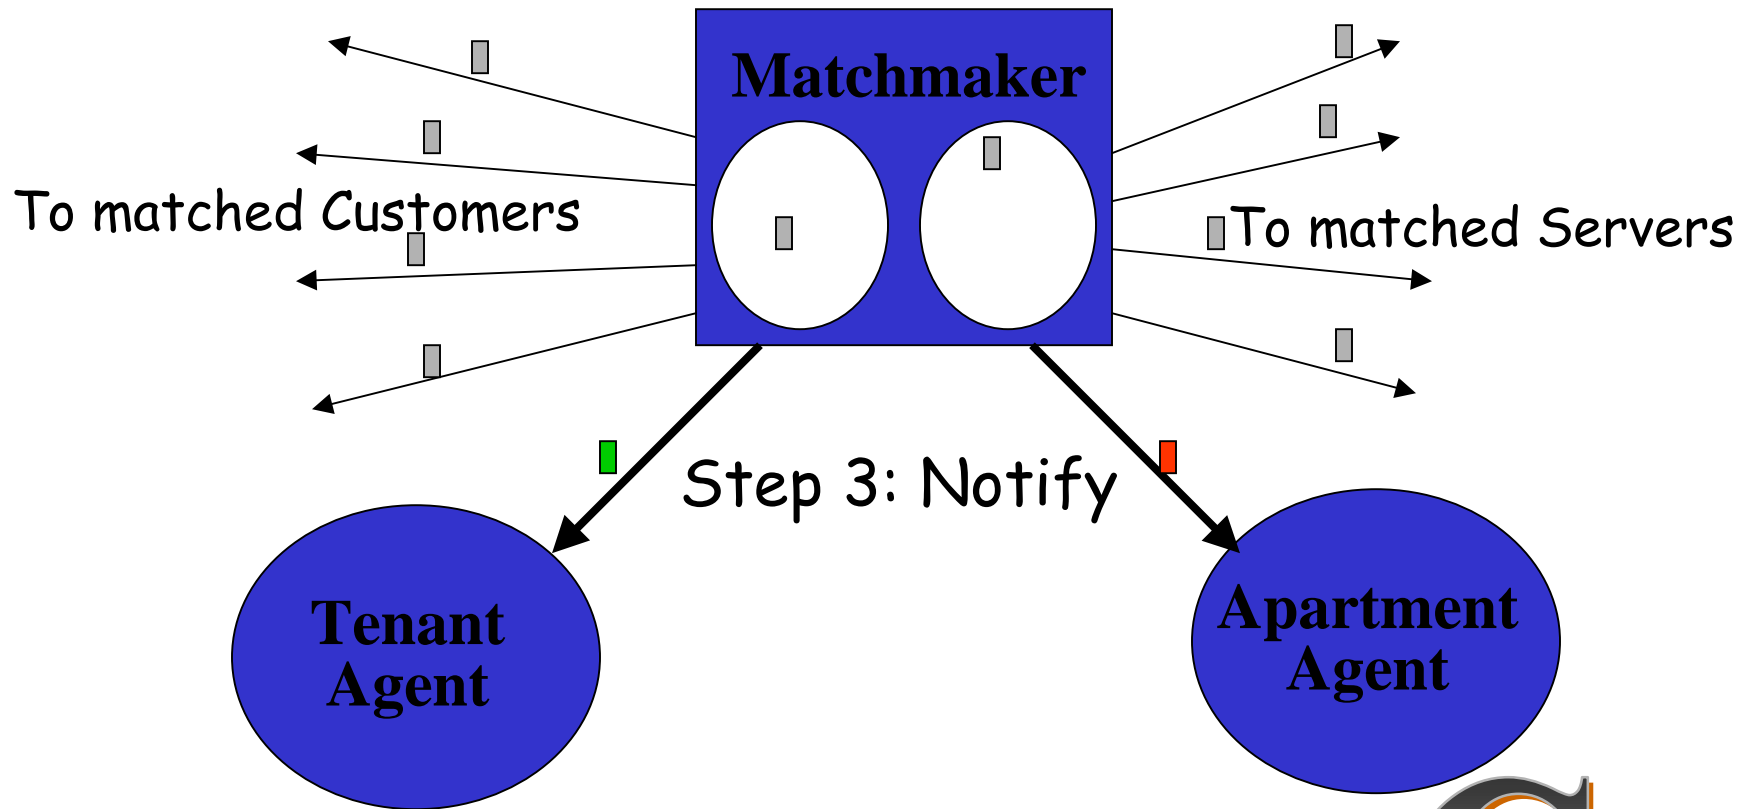 Matchmaker
To matched Customers
To matched Servers
Step 3: Notify
Tenant
Agent
Apartment
Agent